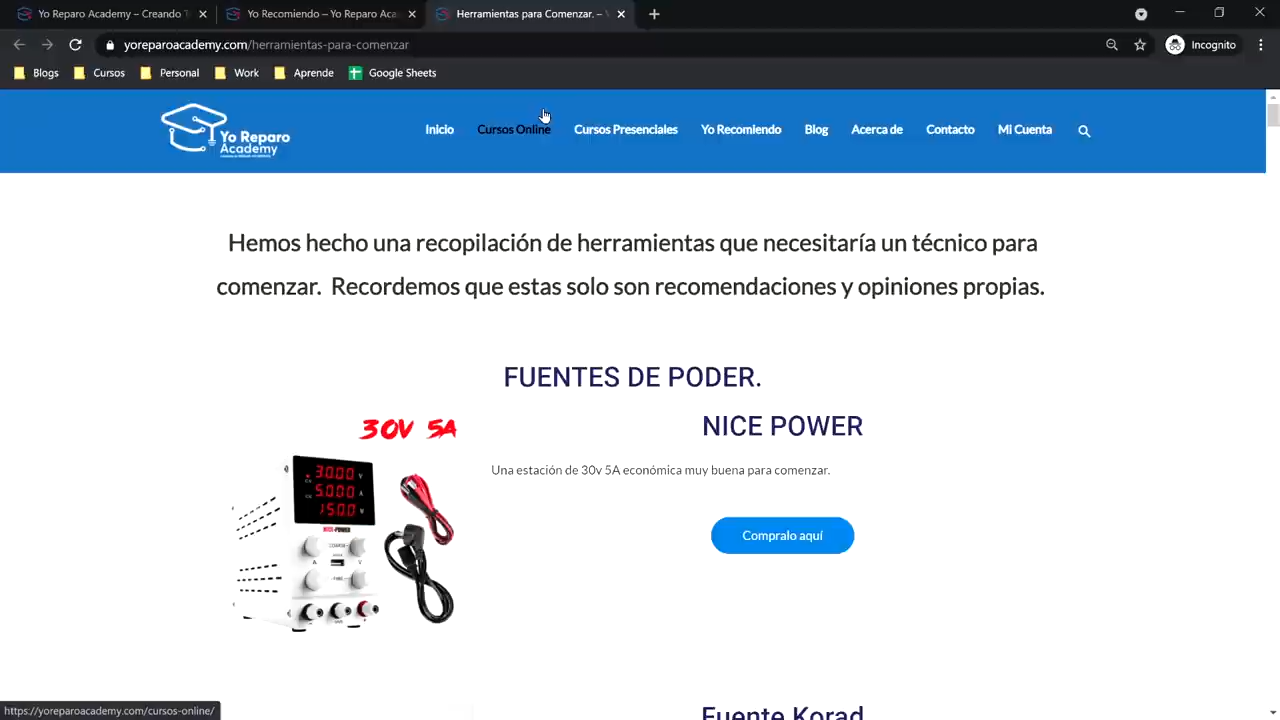 Yo Reparo Academy – Creando T
Yo Recomiendo – Yo Reparo Aca
Herramientas para Comenzar. –
yoreparoacademy.com/herramientas-para-comenzar
Incognito
Blogs
Cursos
Personal
Work
Aprende
Google Sheets
Yo Reparo
Academy
Inicio
Cursos Online
Cursos Presenciales
Yo Recomiendo
Blog
Acerca de
Contacto
Mi Cuenta
Hemos hecho una recopilación de herramientas que necesitaría un técnico para
comenzar. Recordemos que estas solo son recomendaciones y opiniones propias.
FUENTES DE PODER.
30V 5A
NICE POWER
Una estación de 30v 5A económica muy buena para comenzar.
Compralo aquí
30.00 V
5.000 A
150.0
NICE-POWER
A
V
Fuente Korad
https://yoreparoacademy.com/cursos-online/